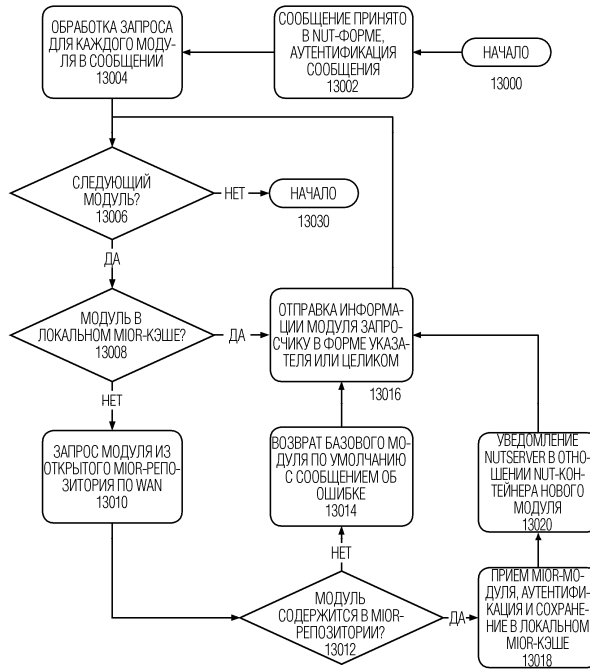 ОБРАБОТКА ЗАПРОСА
ДЛЯ КАЖДОГО МОДУ-
ЛЯ В СООБЩЕНИИ
13004
СООБЩЕНИЕ ПРИНЯТО
В NUT-ФОРМЕ,
АУТЕНТИФИКАЦИЯ
СООБЩЕНИЯ
13002
НАЧАЛО
13000
СЛЕДУЮЩИЙ
МОДУЛЬ?
13006
НЕТ
НАЧАЛО
13030
ДА
МОДУЛЬ В
ЛОКАЛЬНОМ MIOR-КЭШЕ?
13008
ДА
ОТПРАВКА ИНФОРМА-
ЦИИ МОДУЛЯ ЗАПРО-
СЧИКУ В ФОРМЕ УКАЗА-
ТЕЛЯ ИЛИ ЦЕЛИКОМ
13016
НЕТ
ЗАПРОС МОДУЛЯ ИЗ
ОТКРЫТОГО MIOR-РЕПО-
ЗИТОРИЯ ПО WAN
13010
ВОЗВРАТ БАЗОВОГО МО-
ДУЛЯ ПО УМОЛЧАНИЮ
С СООБЩЕНИЕМ ОБ
ОШИБКЕ
13014
УВЕДОМЛЕНИЕ
NUTSERVER В ОТНО-
ШЕНИИ NUT-КОН-
ТЕЙНЕРА НОВОГО
МОДУЛЯ
13020
НЕТ
МОДУЛЬ
СОДЕРЖИТСЯ В MIOR-
РЕПОЗИТОРИИ?
13012
ДА
ПРИЕМ MIOR-МО-
ДУЛЯ, АУТЕНТИФИ-
КАЦИЯ И СОХРАНЕ-
НИЕ В ЛОКАЛЬНОМ
MIOR-КЭШЕ
13018